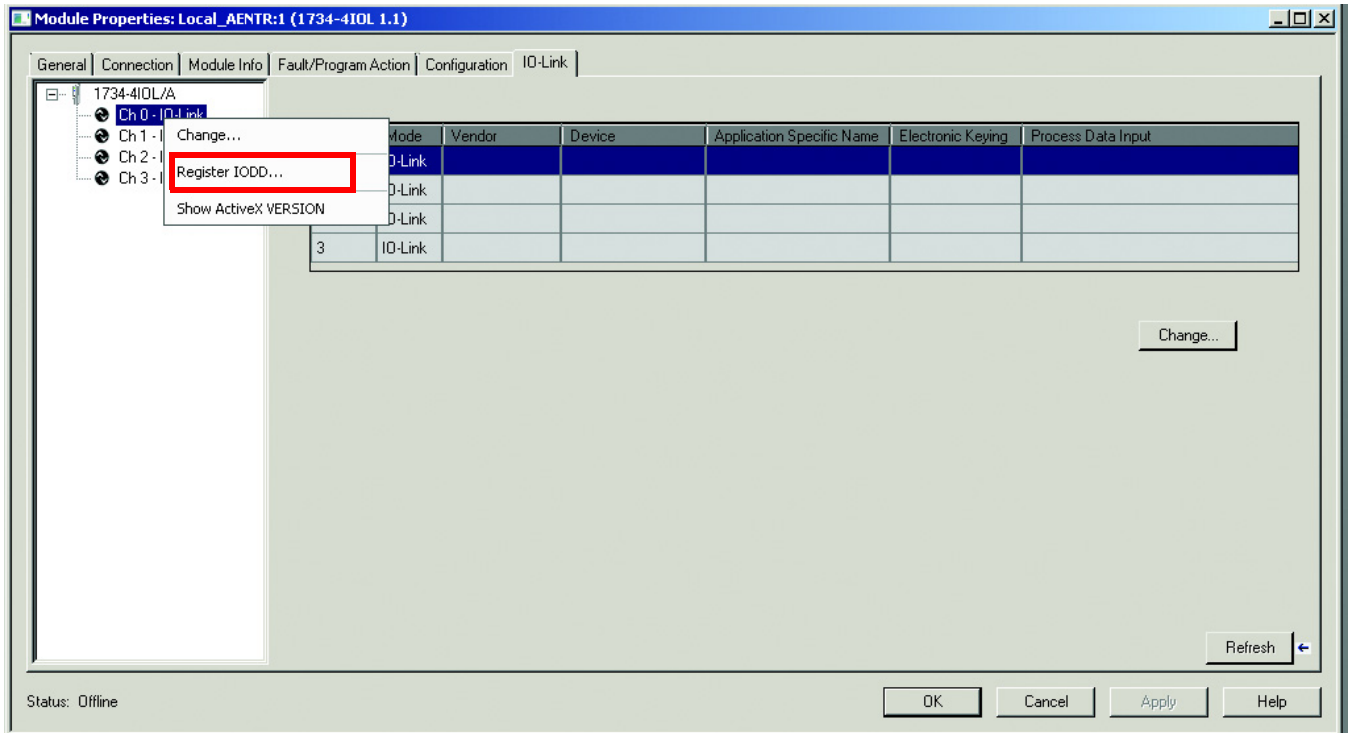 Module Properties: Local_AENTR:1 (1734-4IOL 1.1)
General Connection Module Info Fault/Program Action Configuration IO-Link
1734-4IOL/A
Ch 0 - IO-Link
Ch 1 - I
Ch 2 - I
Ch 3 - I
Change...
Register IODD...
Show ActiveX VERSION
Mode Vendor Device Application Specific Name Electronic Keying Process Data Input
O-Link
O-Link
O-Link
3 IO-Link
Change...
Refresh
Status: Offline
OK Cancel Apply Help